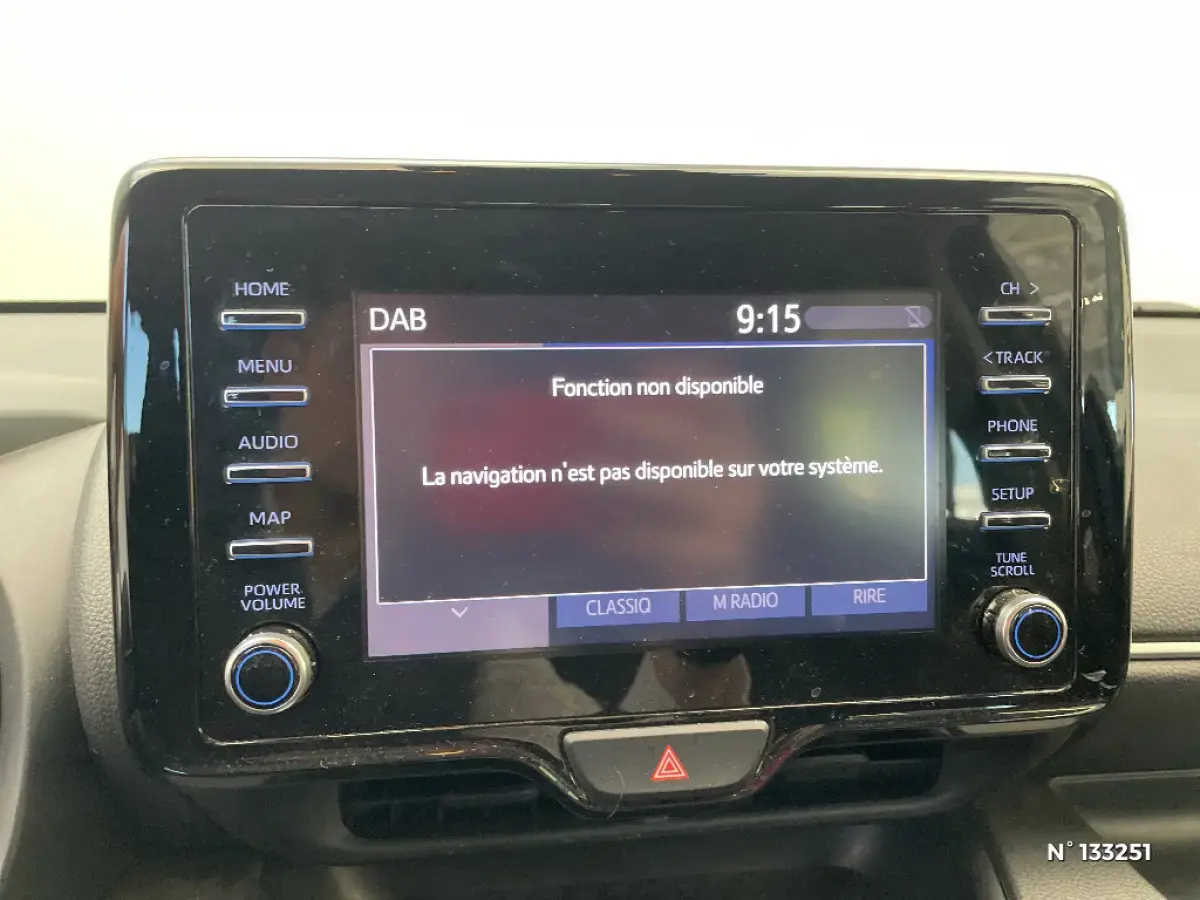 HOME
MENU
AUDIO
MAP
POWER
VOLUME
DAB
9:15
Fonction non disponible
La navigation n'est pas disponible sur votre système.
CLASSIQ
M RADIO
RIRE
CH >
< TRACK
PHONE
SETUP
TUNE
SCROLL
N° 133251